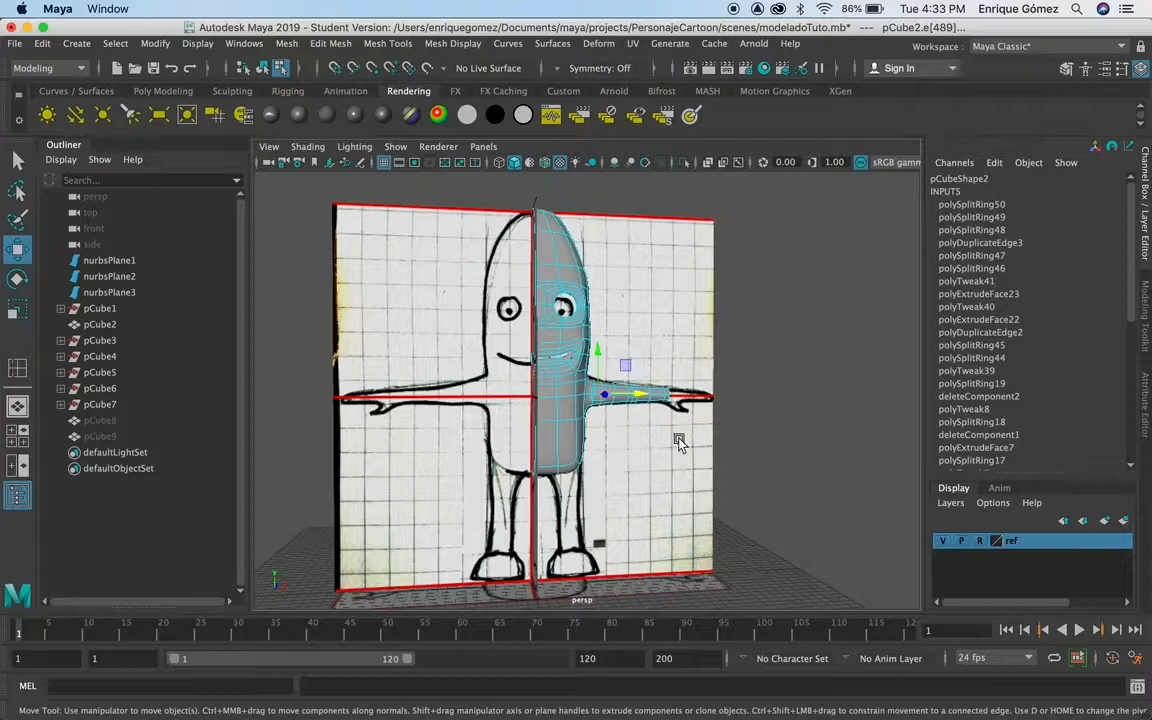 Maya Window 86% Tue 4:33 PM Enrique Gómez
Autodesk Maya 2019 - Student Version: /Users/enriquegomez/Documents/maya/projects/PersonajeCartoon/scenes/modeladoTuto.mb* --- pCube2.e[489]...
File Edit Create Select Modify Display Windows Mesh Edit Mesh Mesh Tools Mesh Display Curves Surfaces Deform UV Generate Cache Arnold Help Workspace : Maya Classic*
Modeling No Live Surface Symmetry: Off Sign In
Curves / Surfaces Poly Modeling Sculpting Rigging Animation Rendering FX FX Caching Custom Arnold Bifrost MASH Motion Graphics XGen
Outliner
Display Show Help
Search...
persp
top
front
side
nurbsPlane1
nurbsPlane2
nurbsPlane3
pCube1
pCube2
pCube3
pCube4
pCube5
pCube6
pCube7
pCube8
pCube9
defaultLightSet
defaultObjectSet
View Shading Lighting Show Renderer Panels
0.00 1.00 sRGB gamm
persp
Channels Edit Object Show
pCubeShape2
INPUTS
polySplitRing50
polySplitRing49
polySplitRing48
polyDuplicateEdge3
polySplitRing47
polySplitRing46
polyTweak41
polyExtrudeFace23
polyTweak40
polyExtrudeFace22
polyDuplicateEdge2
polySplitRing45
polySplitRing44
polyTweak39
polySplitRing19
deleteComponent2
polyTweak8
polySplitRing18
deleteComponent1
polyExtrudeFace7
polySplitRing17
Display Anim
Layers Options Help
V P R ref
Channel Box / Layer Editor
Modeling Toolkit
Attribute Editor
5 10 15 20 25 30 35 40 45 50 55 60 65 70 75 80 85 90 95 100 105 110 115 12
1 1
1 1 1 120 120 200 No Character Set No Anim Layer 24 fps
MEL
Move Tool: Use manipulator to move object(s). Ctrl+MMB+drag to move components along normals. Shift+drag manipulator axis or plane handles to extrude components or clone objects. Ctrl+Shift+LMB+drag to constrain movement to a connected edge. Use D or HOME to change the piv